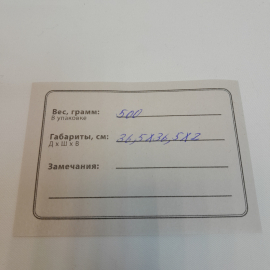 Вес, грамм: 500
В упаковке
Габариты, см: 36,5х36,5х2
Д х Ш х В
Замечания: